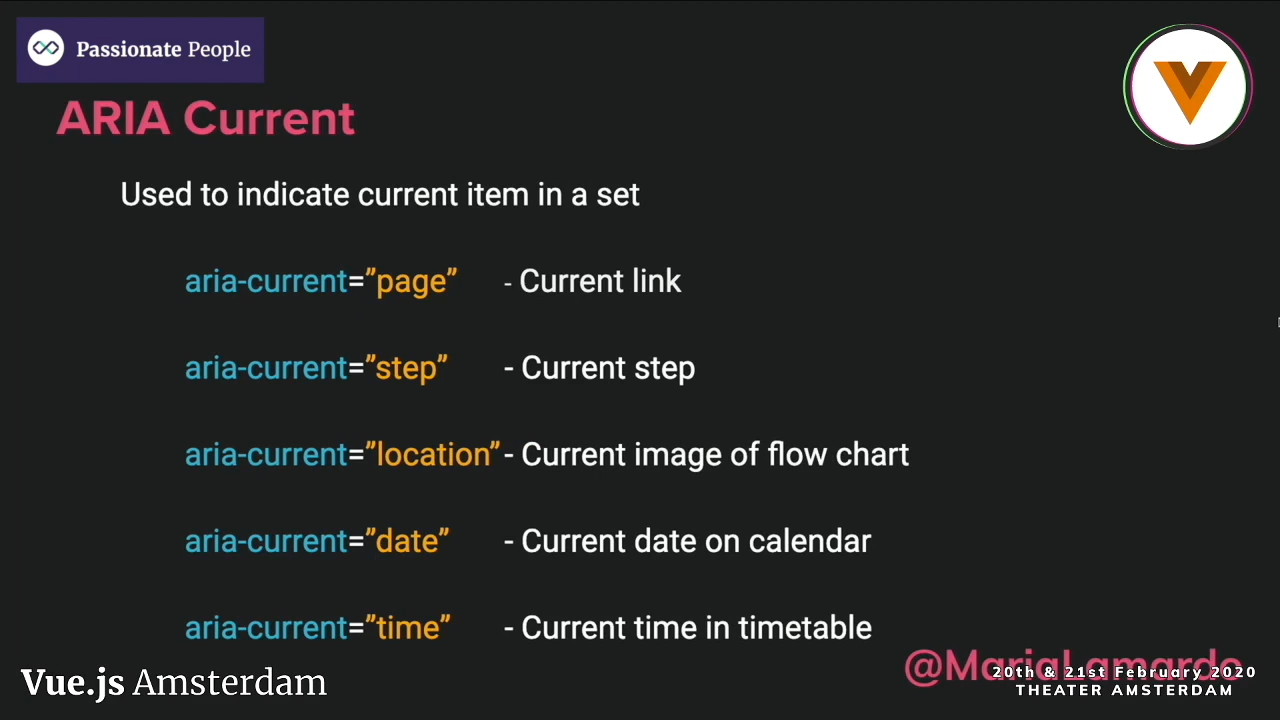 Passionate People
ARIA Current
Used to indicate current item in a set
aria-current=”page” - Current link
aria-current=”step” - Current step
aria-current=”location” - Current image of flow chart
aria-current=”date” - Current date on calendar
aria-current=”time” - Current time in timetable
@MariaLamardo
20th & 21st February 2020
THEATER AMSTERDAM
Vue.js Amsterdam